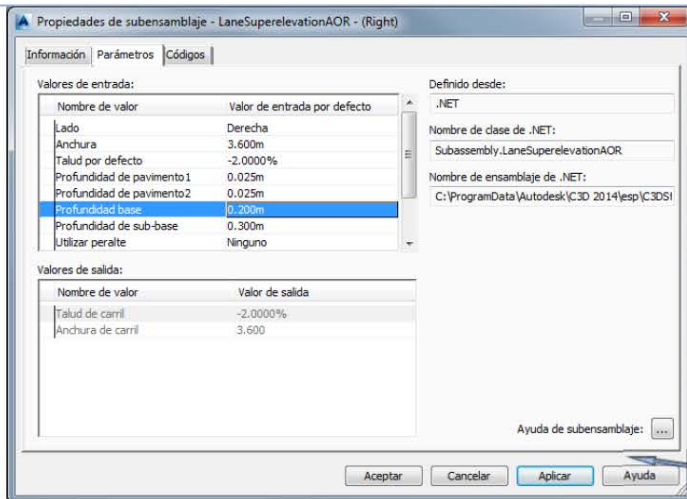 Propiedades de subensamblaje - LaneSuperelevationAOR - (Right)
Información Parámetros Códigos
Valores de entrada:
Nombre de valor Valor de entrada por defecto
Lado Derecha
Anchura 3.600m
Talud por defecto -2.0000%
Profundidad de pavimento1 0.025m
Profundidad de pavimento2 0.025m
Profundidad base 0.200m
Profundidad de sub-base 0.300m
Utilizar peralte Ninguno
Valores de salida:
Nombre de valor Valor de salida
Talud de carril -2.0000%
Anchura de carril 3.600
Definido desde:
.NET
Nombre de clase de .NET:
Subassembly.LaneSuperelevationAOR
Nombre de ensamblaje de .NET:
C:\ProgramData\Autodesk\C3D 2014\esp\C3DS
Ayuda de subensamblaje: ...
Aceptar Cancelar Aplicar Ayuda